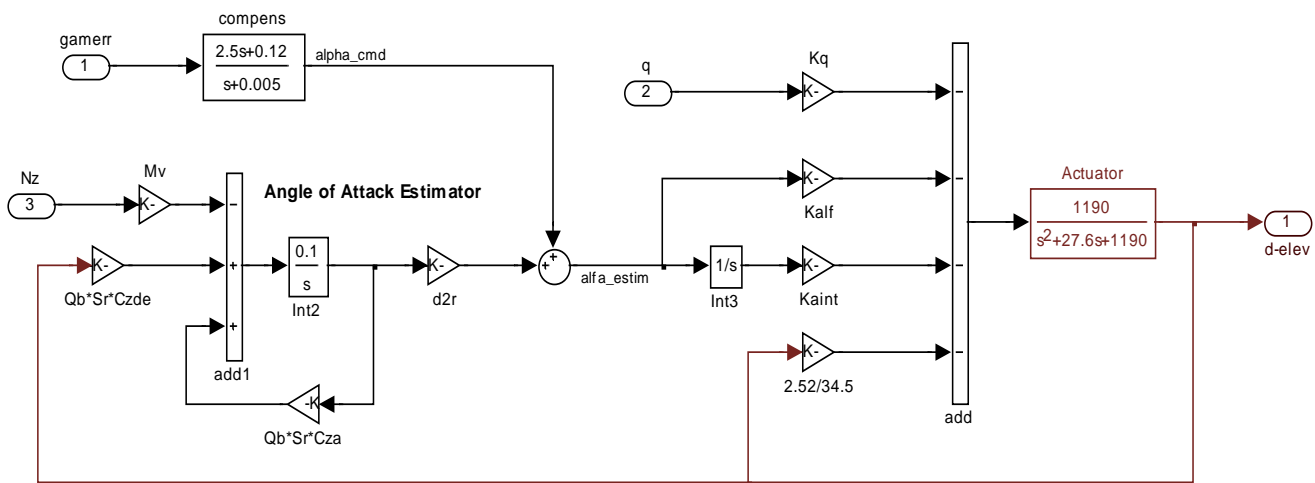 compens
gamerr
1
2.5s+0.12
s+0.005
alpha_cmd
q
2
Kq
K-
−
Nz
3
Mv
K-
−
Angle of Attack Estimator
K-
Kalf
−
Actuator
1190
s²+27.6s+1190
1
d-elev
K-
Qb*Sr*Czde
+
0.1
s
Int2
K-
d2r
+
+
alfa_estim
1/s
Int3
K-
Kaint
−
+
add1
-K
Qb*Sr*Cza
K-
2.52/34.5
−
add